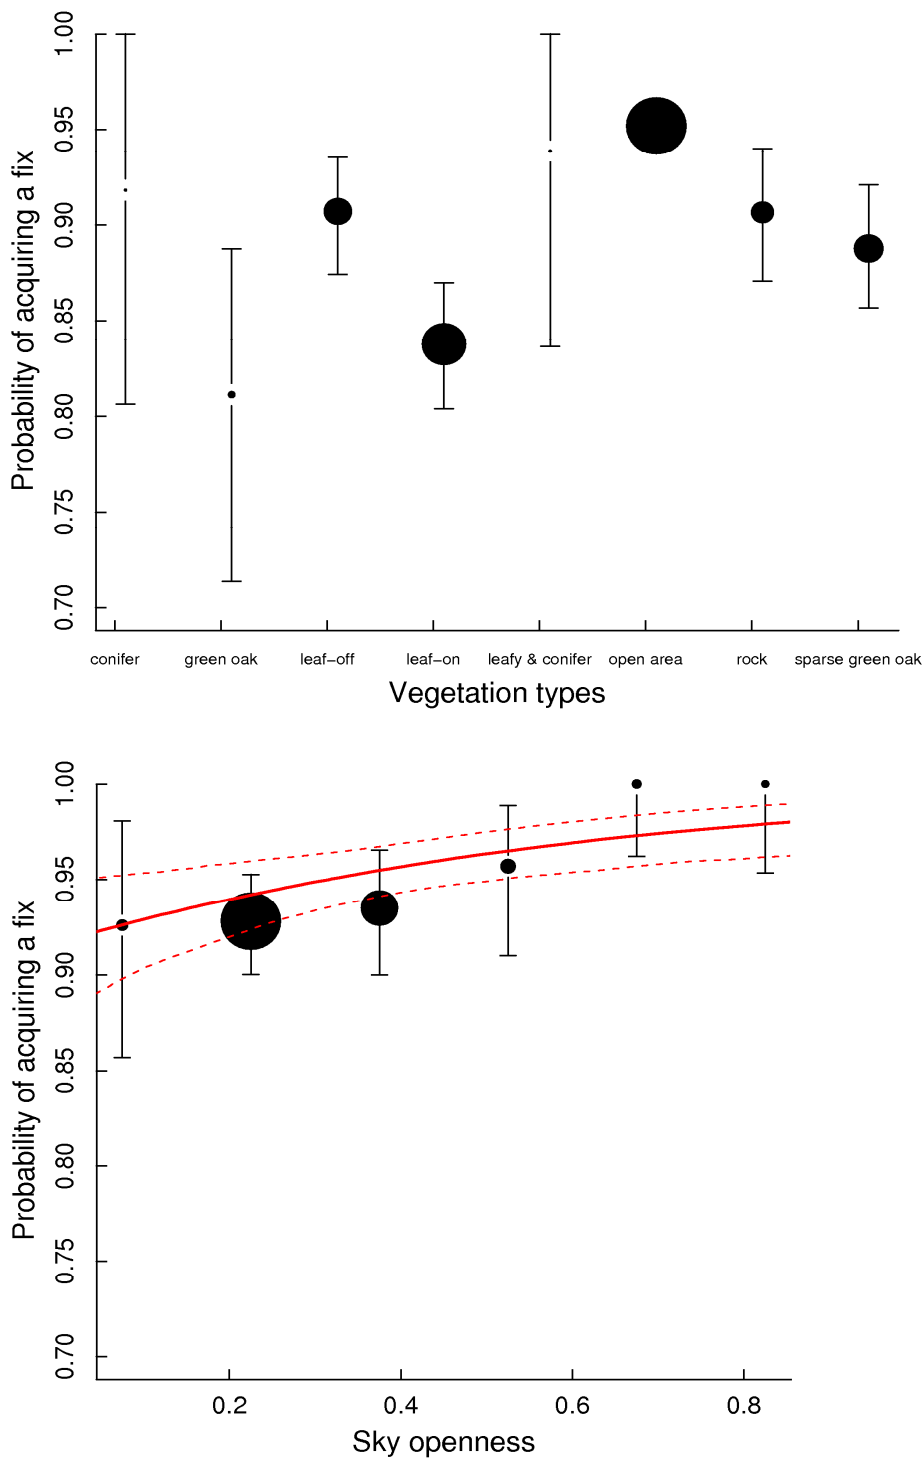 Probability of acquiring a fix
1.00
0.95
0.90
0.85
0.80
0.75
0.70
conifer green oak leaf−off leaf−on leafy & conifer open area rock sparse green oak
Vegetation types
Probability of acquiring a fix
1.00
0.95
0.90
0.85
0.80
0.75
0.70
0.2 0.4 0.6 0.8
Sky openness